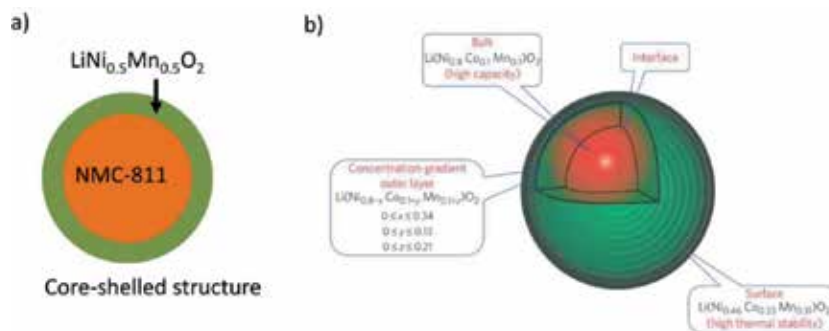 a)
LiNi0.5Mn0.5O2
NMC-811
Core-shelled structure
b)
Bulk
Li(Ni0.8 Co0.1 Mn0.1)O2
(high capacity)
Interface
Concentration-gradient
outer layer
Li(Ni0.8-x Co0.1+y Mn0.1+z)O2
0 ≤ x ≤ 0.34
0 ≤ y ≤ 0.13
0 ≤ z ≤ 0.21
Surface
Li(Ni0.46 Co0.23 Mn0.31)O2
(high thermal stability)